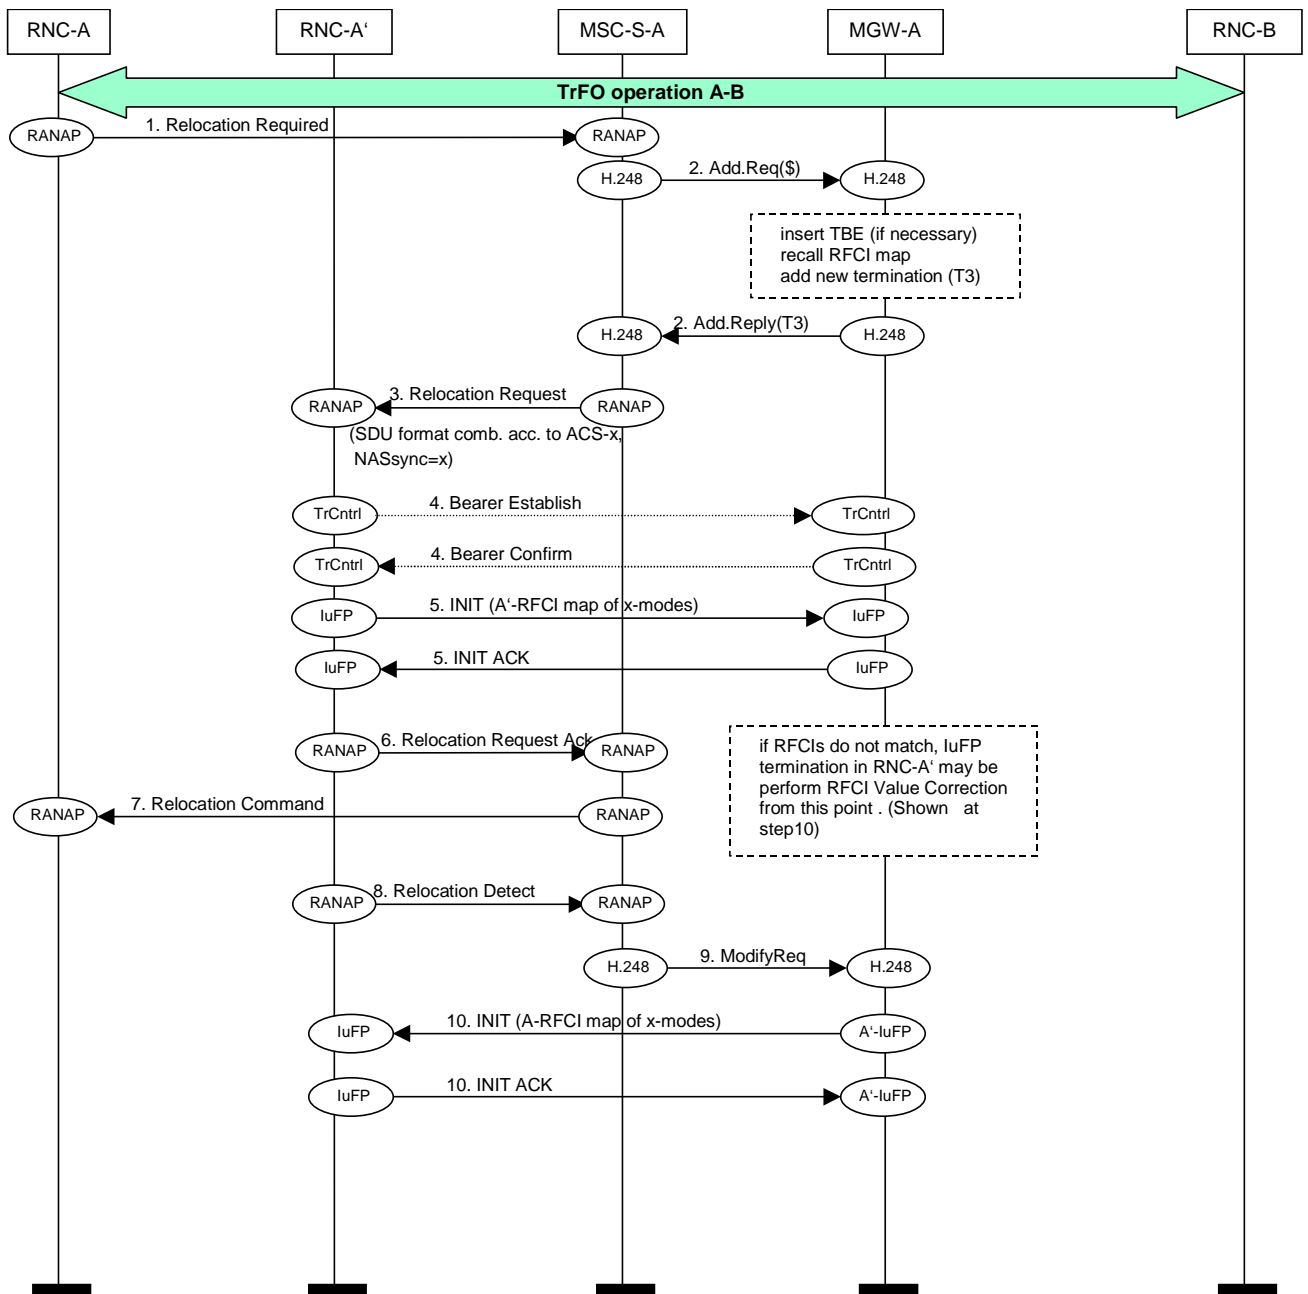 RNC-A
RNC-A‘
MSC-S-A
MGW-A
RNC-B
TrFO operation A-B
RANAP
1. Relocation Required
RANAP
H.248
2. Add.Req($)
H.248
insert TBE (if necessary)
recall RFCI map
add new termination (T3)
H.248
2. Add.Reply(T3)
H.248
RANAP
3. Relocation Request
RANAP
(SDU format comb. acc. to ACS-x,
NASsync=x)
TrCntrl
4. Bearer Establish
TrCntrl
TrCntrl
4. Bearer Confirm
TrCntrl
IuFP
5. INIT (A‘-RFCI map of x-modes)
IuFP
IuFP
5. INIT ACK
IuFP
RANAP
6. Relocation Request Ack
RANAP
if RFCIs do not match, IuFP
termination in RNC-A‘ may be
perform RFCI Value Correction
from this point . (Shown at
step10)
RANAP
7. Relocation Command
RANAP
RANAP
8. Relocation Detect
RANAP
H.248
9. ModifyReq
H.248
IuFP
10. INIT (A-RFCI map of x-modes)
A‘-IuFP
IuFP
10. INIT ACK
A‘-IuFP